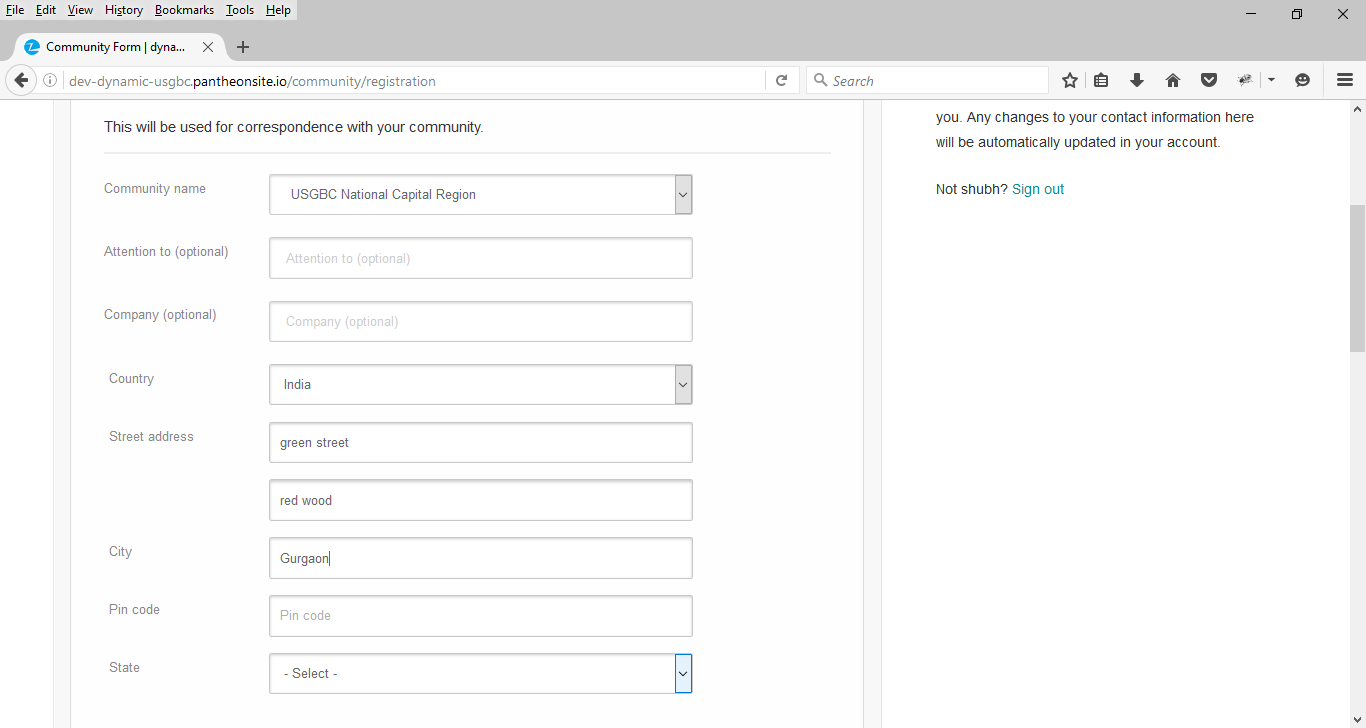 File Edit View History Bookmarks Tools Help
Community Form | dyna...
dev-dynamic-usgbc.pantheonsite.io/community/registration
Search
This will be used for correspondence with your community.
Community name
USGBC National Capital Region
Attention to (optional)
Attention to (optional)
Company (optional)
Company (optional)
Country
India
Street address
green street
red wood
City
Gurgaon
Pin code
Pin code
State
- Select -
you. Any changes to your contact information here
will be automatically updated in your account.
Not shubh? Sign out